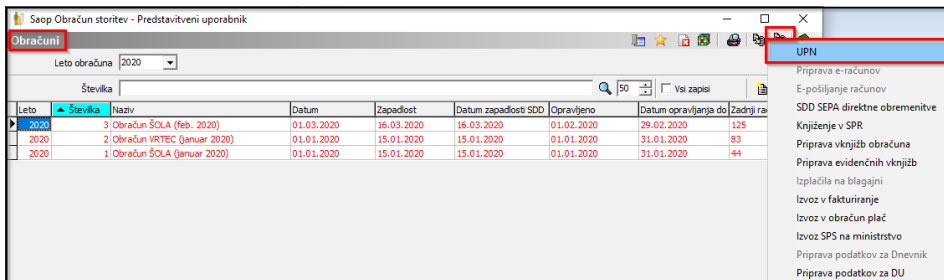 Saop Obračun storitev - Predstavitveni uporabnik
Obračuni
Leto obračuna 2020
Številka 50 Vsi zapisi
Leto Številka Naziv Datum Zapadlost Datum zapadlosti SDD Opravljeno Datum opravljanja do Zadnji
2020 3 Obračun ŠOLA (feb. 2020) 01.03.2020 16.03.2020 16.03.2020 01.02.2020 29.02.2020 125
2020 2 Obračun VRTEC (januar 2020) 01.01.2020 15.01.2020 15.01.2020 01.01.2020 31.01.2020 83
2020 1 Obračun ŠOLA (januar 2020) 01.01.2020 15.01.2020 15.01.2020 01.01.2020 31.01.2020 44
UPN
Priprava e-računov
E-pošiljanje računov
SDD SEPA direktne obremenitve
Knjiženje v SPR
Priprava vknjižb obračuna
Priprava evidenčnih vknjižb
Izplačila na blagajni
Izvoz v fakturiranje
Izvoz v obračun plač
Izvoz SPS na ministrstvo
Priprava podatkov za Dnevnik
Priprava podatkov za DU